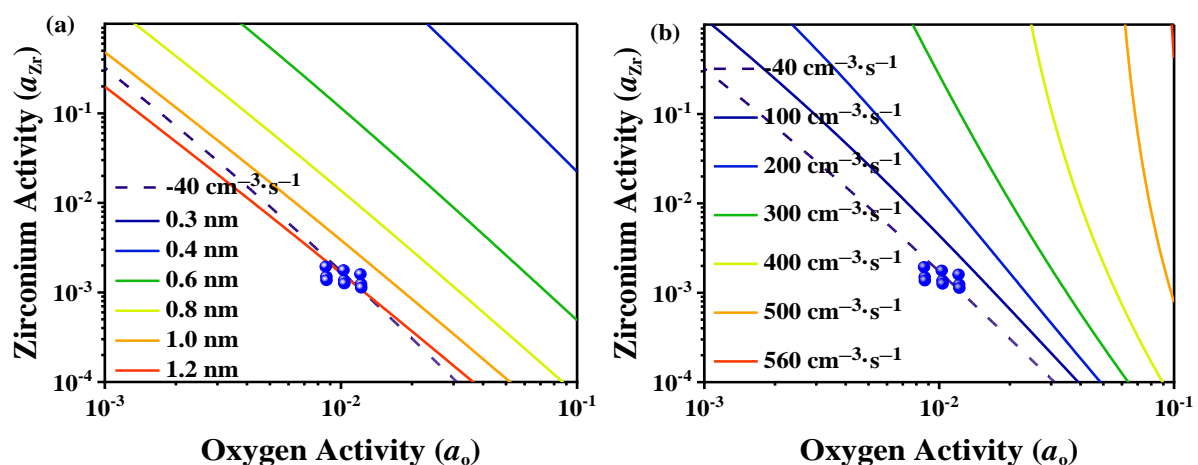 (a)
Zirconium Activity (a_Zr)
10⁻¹
10⁻²
10⁻³
10⁻⁴
-40 cm⁻³·s⁻¹
0.3 nm
0.4 nm
0.6 nm
0.8 nm
1.0 nm
1.2 nm
10⁻³ 10⁻² 10⁻¹
Oxygen Activity (a_o)
(b)
Zirconium Activity (a_Zr)
10⁻¹
10⁻²
10⁻³
10⁻⁴
-40 cm⁻³·s⁻¹
100 cm⁻³·s⁻¹
200 cm⁻³·s⁻¹
300 cm⁻³·s⁻¹
400 cm⁻³·s⁻¹
500 cm⁻³·s⁻¹
560 cm⁻³·s⁻¹
10⁻³ 10⁻² 10⁻¹
Oxygen Activity (a_o)